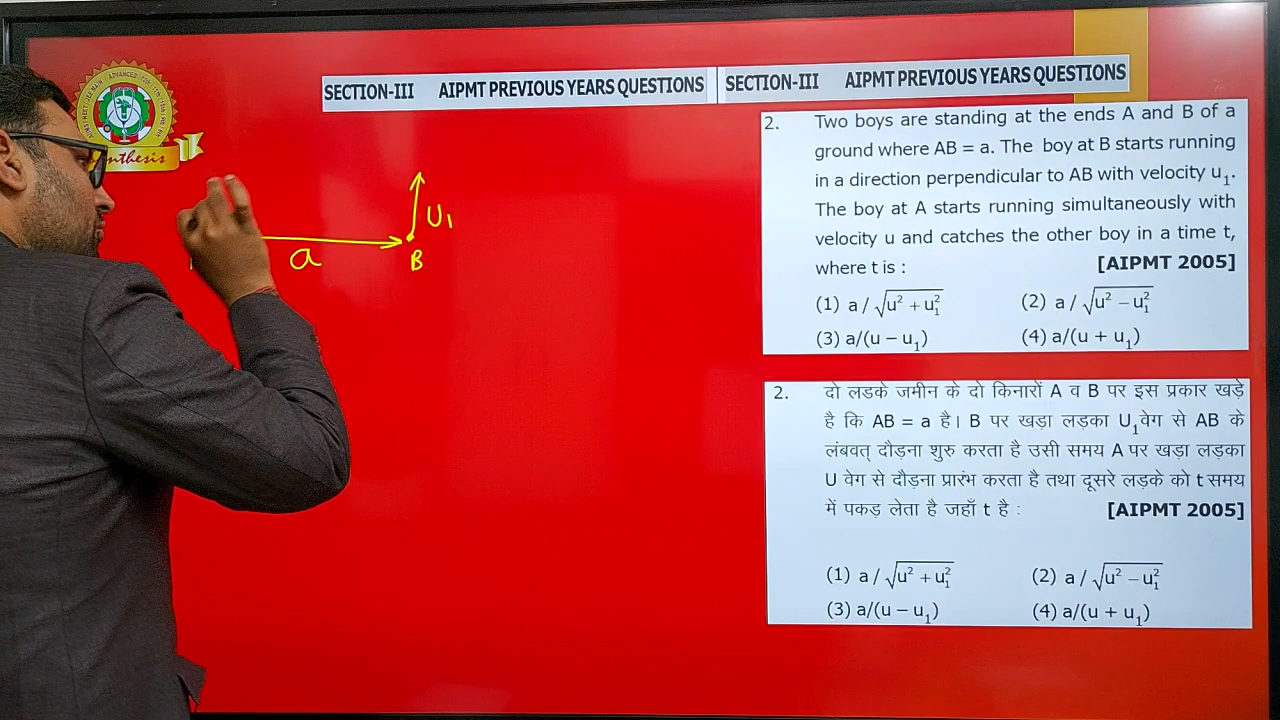 SECTION-III AIPMT PREVIOUS YEARS QUESTIONS
SECTION-III AIPMT PREVIOUS YEARS QUESTIONS
a
B
U₁
2. Two boys are standing at the ends A and B of a
ground where AB = a. The boy at B starts running
in a direction perpendicular to AB with velocity u₁.
The boy at A starts running simultaneously with
velocity u and catches the other boy in a time t,
where t is : [AIPMT 2005]
(1) a / √(u² + u₁²) (2) a / √(u² – u₁²)
(3) a/(u – u₁) (4) a/(u + u₁)
2. दो लडके जमीन के दो किनारों A व B पर इस प्रकार खड़े
है कि AB = a है। B पर खड़ा लड़का U₁वेग से AB के
लंबवत् दौड़ना शुरु करता है उसी समय A पर खड़ा लड़का
U वेग से दौड़ना प्रारंभ करता है तथा दूसरे लड़के को t समय
में पकड़ लेता है जहाँ t है : [AIPMT 2005]
(1) a / √(u² + u₁²) (2) a / √(u² – u₁²)
(3) a/(u – u₁) (4) a/(u + u₁)